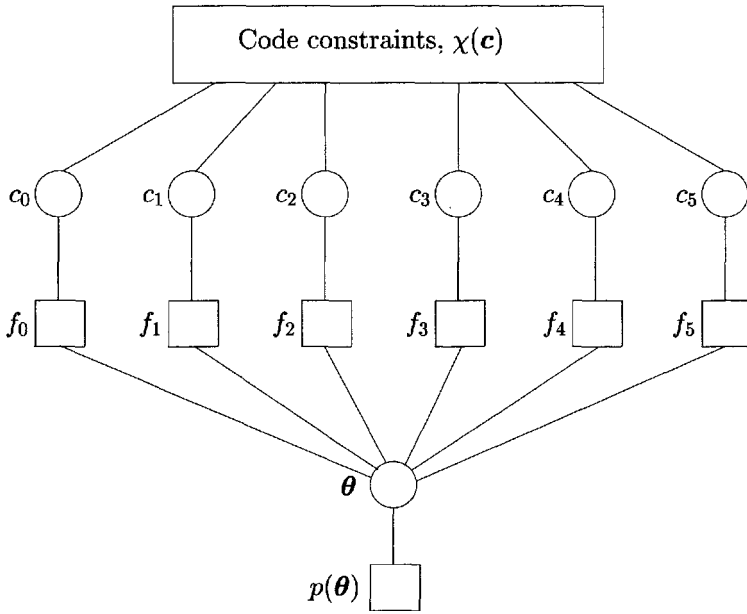 Code constraints, χ(c)
c₀ c₁ c₂ c₃ c₄ c₅
f₀ f₁ f₂ f₃ f₄ f₅
θ
p(θ)